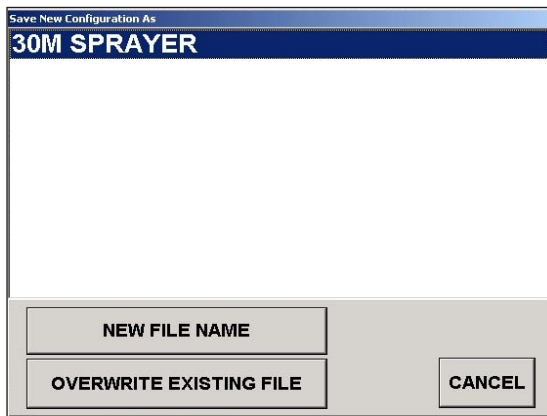 Save New Configuration As
30M SPRAYER
NEW FILE NAME
OVERWRITE EXISTING FILE
CANCEL